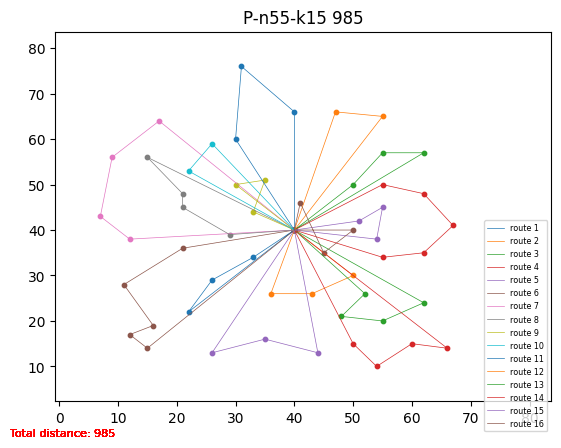 P-n55-k15 985
80
70
60
50
40
30
20
10
0 10 20 30 40 50 60 70 80
route 1
route 2
route 3
route 4
route 5
route 6
route 7
route 8
route 9
route 10
route 11
route 12
route 13
route 14
route 15
route 16
Total distance: 985